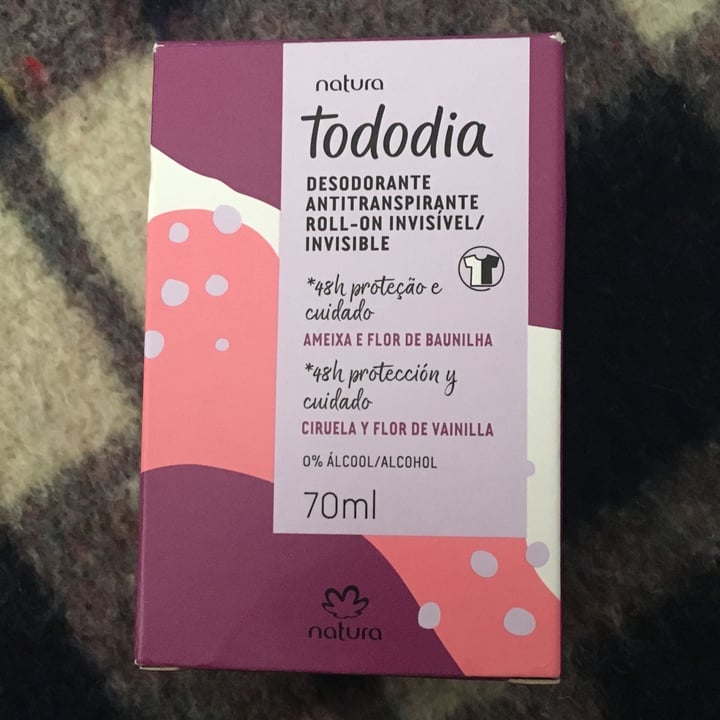 natura
tododia
DESODORANTE
ANTITRANSPIRANTE
ROLL-ON INVISÍVEL/
INVISIBLE
*48h proteção e
cuidado
AMEIXA E FLOR DE BAUNILHA
*48h protección y
cuidado
CIRUELA Y FLOR DE VAINILLA
0% ÁLCOOL/ALCOHOL
70ml
natura